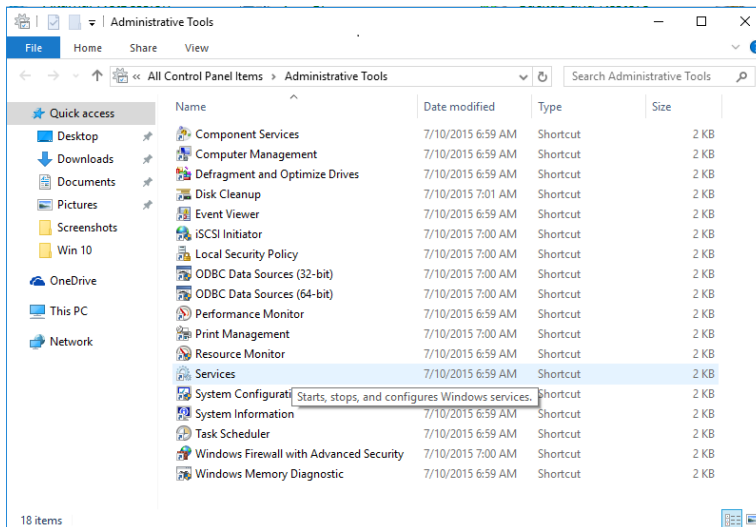 Administrative Tools
File Home Share View
« All Control Panel Items > Administrative Tools Search Administrative Tools
Name Date modified Type Size
Quick access
Desktop
Downloads
Documents
Pictures
Screenshots
Win 10
OneDrive
This PC
Network
Component Services 7/10/2015 6:59 AM Shortcut 2 KB
Computer Management 7/10/2015 6:59 AM Shortcut 2 KB
Defragment and Optimize Drives 7/10/2015 6:59 AM Shortcut 2 KB
Disk Cleanup 7/10/2015 7:01 AM Shortcut 2 KB
Event Viewer 7/10/2015 6:59 AM Shortcut 2 KB
iSCSI Initiator 7/10/2015 7:00 AM Shortcut 2 KB
Local Security Policy 7/10/2015 7:00 AM Shortcut 2 KB
ODBC Data Sources (32-bit) 7/10/2015 7:00 AM Shortcut 2 KB
ODBC Data Sources (64-bit) 7/10/2015 7:00 AM Shortcut 2 KB
Performance Monitor 7/10/2015 6:59 AM Shortcut 2 KB
Print Management 7/10/2015 7:00 AM Shortcut 2 KB
Resource Monitor 7/10/2015 6:59 AM Shortcut 2 KB
Services 7/10/2015 6:59 AM Shortcut 2 KB
System Configurati Shortcut 2 KB
Starts, stops, and configures Windows services.
System Information 7/10/2015 6:59 AM Shortcut 2 KB
Task Scheduler 7/10/2015 6:59 AM Shortcut 2 KB
Windows Firewall with Advanced Security 7/10/2015 7:00 AM Shortcut 2 KB
Windows Memory Diagnostic 7/10/2015 6:59 AM Shortcut 2 KB
18 items